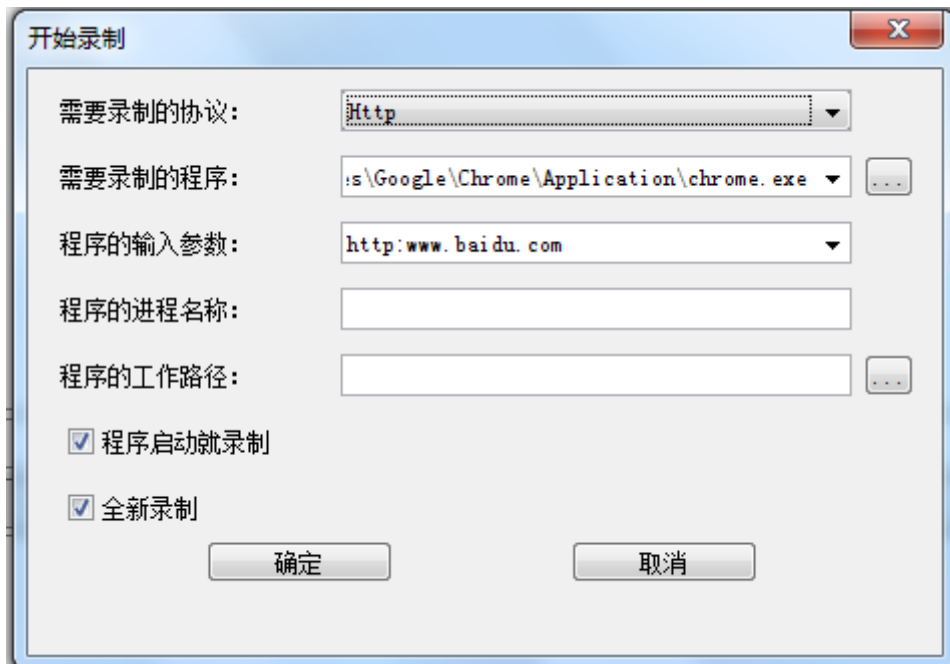 开始录制
需要录制的协议: Http
需要录制的程序: s\Google\Chrome\Application\chrome.exe ...
程序的输入参数: http:www.baidu.com
程序的进程名称:
程序的工作路径: ...
程序启动就录制
全新录制
确定 取消